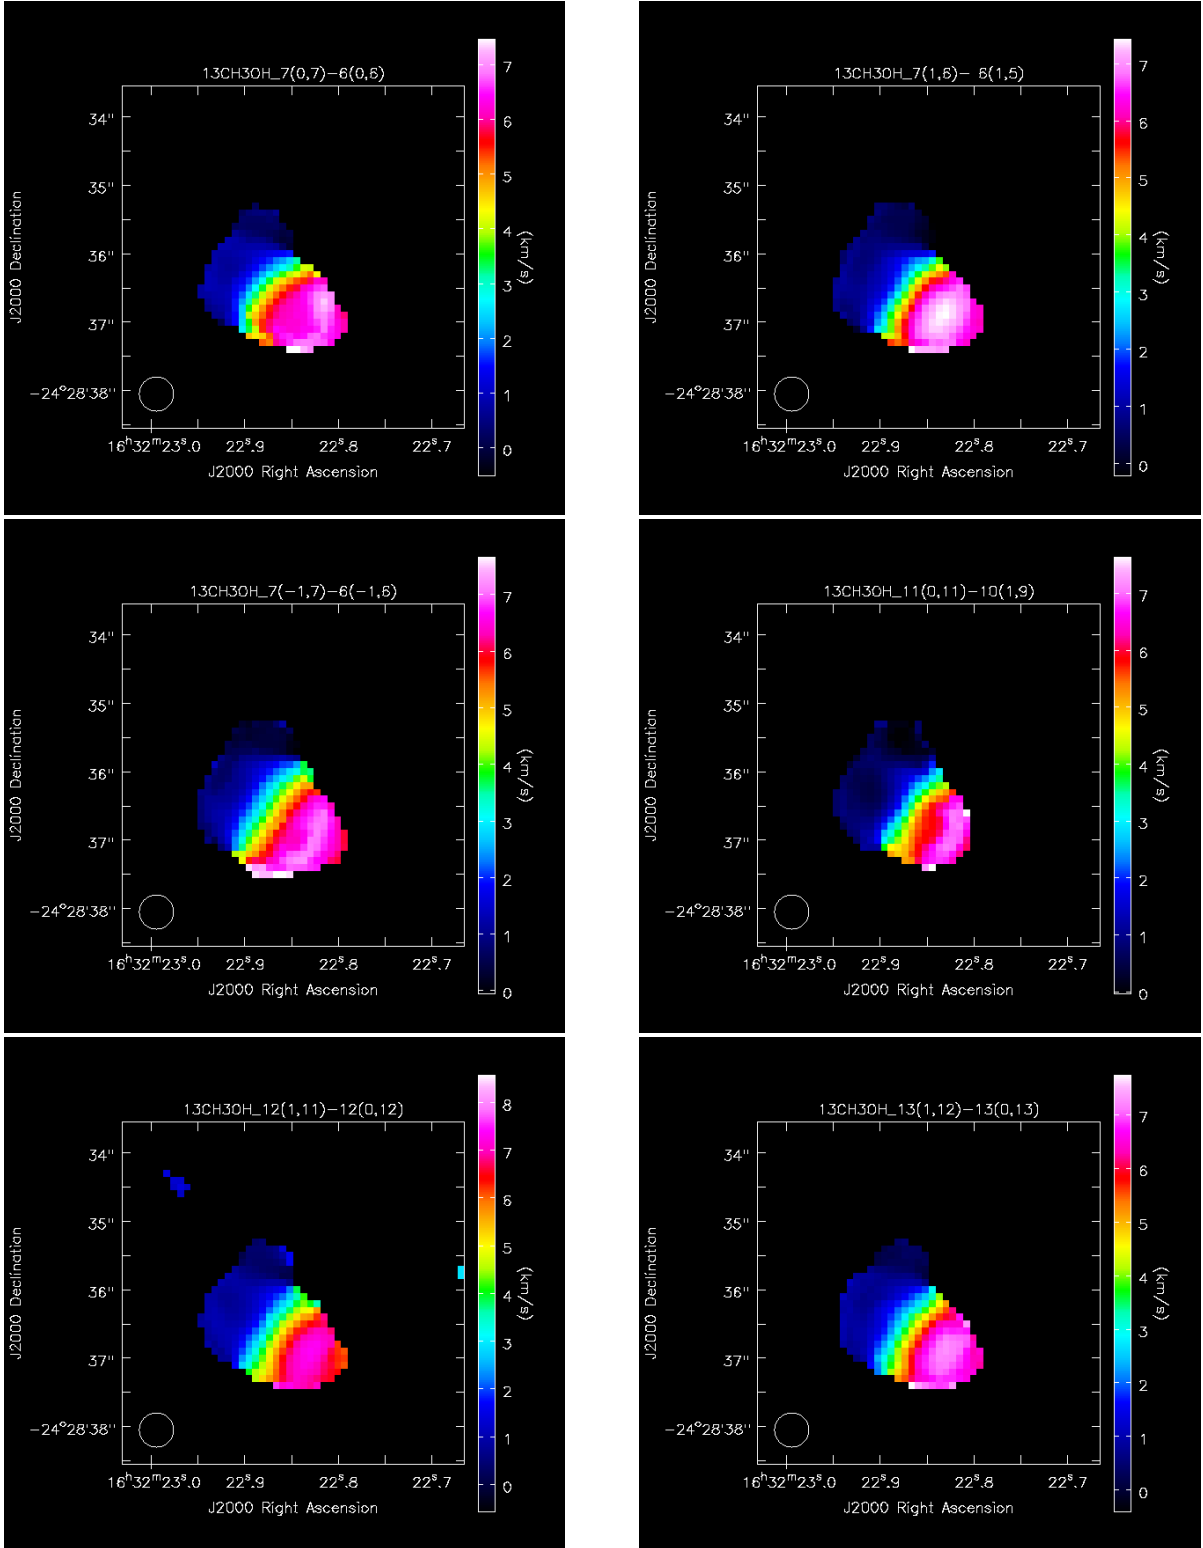 13CH3OH_7(0,7)-6(0,6)
34"
35"
36"
37"
-24°28'38"
J2000 Declination
16h32m23s.0 22s.9 22s.8 22s.7
J2000 Right Ascension
7
6
5
4
3
2
1
0
(km/s)
13CH3OH_7(1,6)- 6(1,5)
34"
35"
36"
37"
-24°28'38"
J2000 Declination
16h32m23s.0 22s.9 22s.8 22s.7
J2000 Right Ascension
7
6
5
4
3
2
1
0
(km/s)
13CH3OH_7(-1,7)-6(-1,6)
34"
35"
36"
37"
-24°28'38"
J2000 Declination
16h32m23s.0 22s.9 22s.8 22s.7
J2000 Right Ascension
7
6
5
4
3
2
1
0
(km/s)
13CH3OH_11(0,11)-10(1,9)
34"
35"
36"
37"
-24°28'38"
J2000 Declination
16h32m23s.0 22s.9 22s.8 22s.7
J2000 Right Ascension
7
6
5
4
3
2
1
0
(km/s)
13CH3OH_12(1,11)-12(0,12)
34"
35"
36"
37"
-24°28'38"
J2000 Declination
16h32m23s.0 22s.9 22s.8 22s.7
J2000 Right Ascension
8
7
6
5
4
3
2
1
0
(km/s)
13CH3OH_13(1,12)-13(0,13)
34"
35"
36"
37"
-24°28'38"
J2000 Declination
16h32m23s.0 22s.9 22s.8 22s.7
J2000 Right Ascension
7
6
5
4
3
2
1
0
(km/s)